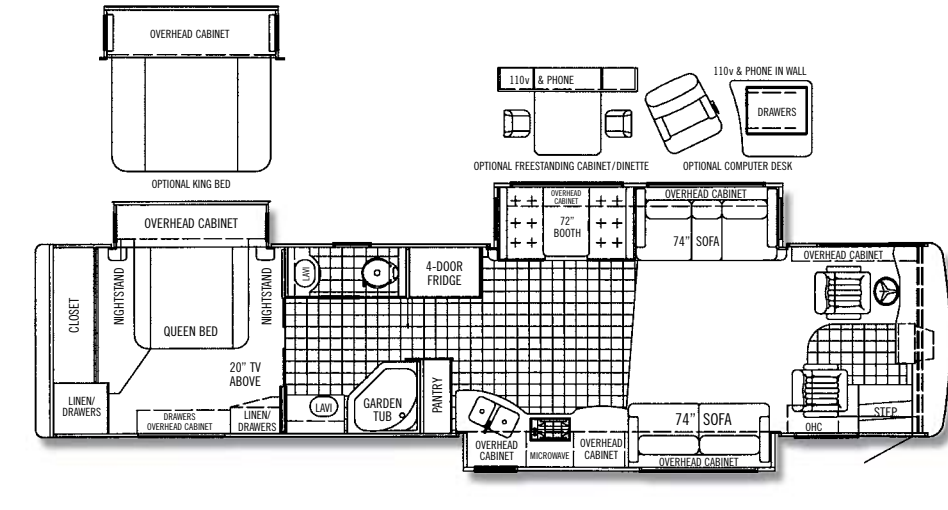 OVERHEAD CABINET
OPTIONAL KING BED
110v & PHONE
OPTIONAL FREESTANDING CABINET/DINETTE
110v & PHONE IN WALL
DRAWERS
OPTIONAL COMPUTER DESK
OVERHEAD CABINET
OVERHEAD
CABINET
72"
BOOTH
OVERHEAD CABINET
74" SOFA
CLOSET
NIGHTSTAND
QUEEN BED
NIGHTSTAND
LAVI
4-DOOR
FRIDGE
OVERHEAD CABINET
20" TV
ABOVE
LINEN/
DRAWERS
DRAWERS
OVERHEAD CABINET
LINEN/
DRAWERS
LAVI
GARDEN
TUB
PANTRY
OVERHEAD
CABINET
MICROWAVE
OVERHEAD
CABINET
74" SOFA
OVERHEAD CABINET
OHC
STEP